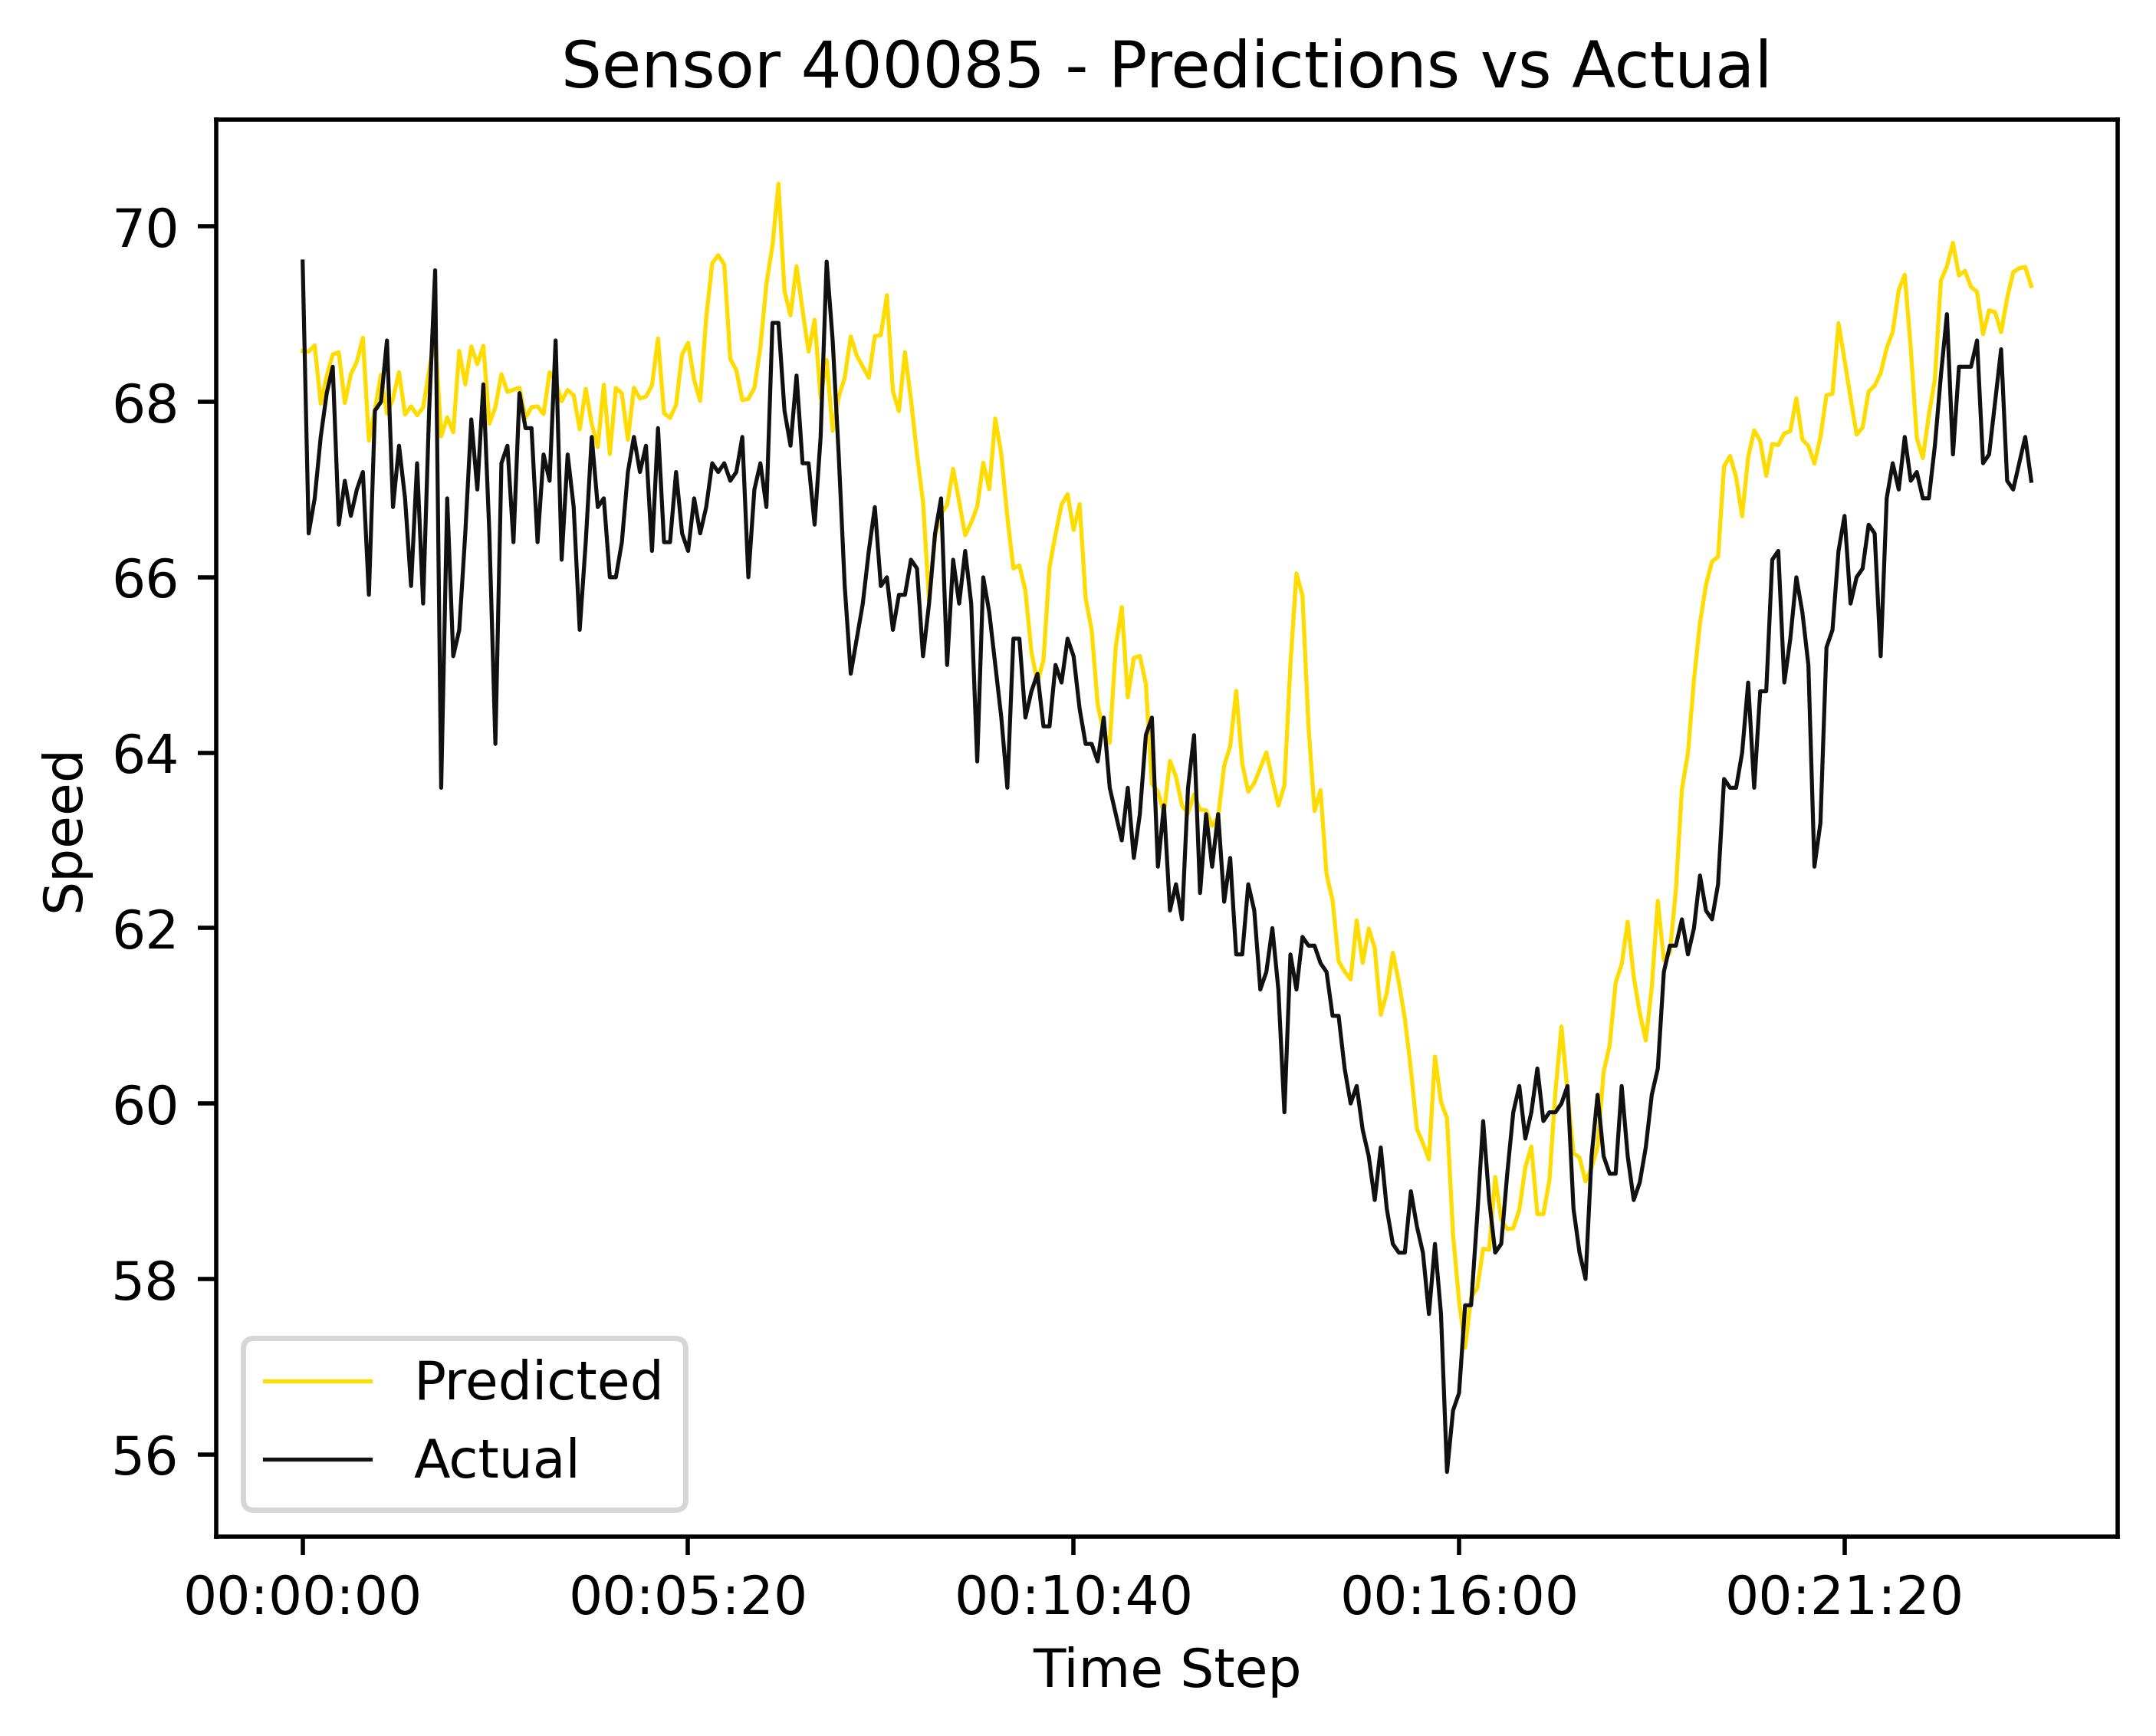 Sensor 400085 - Predictions vs Actual
70
68
66
64
62
60
58
56
Speed
Predicted
Actual
00:00:00 00:05:20 00:10:40 00:16:00 00:21:20
Time Step